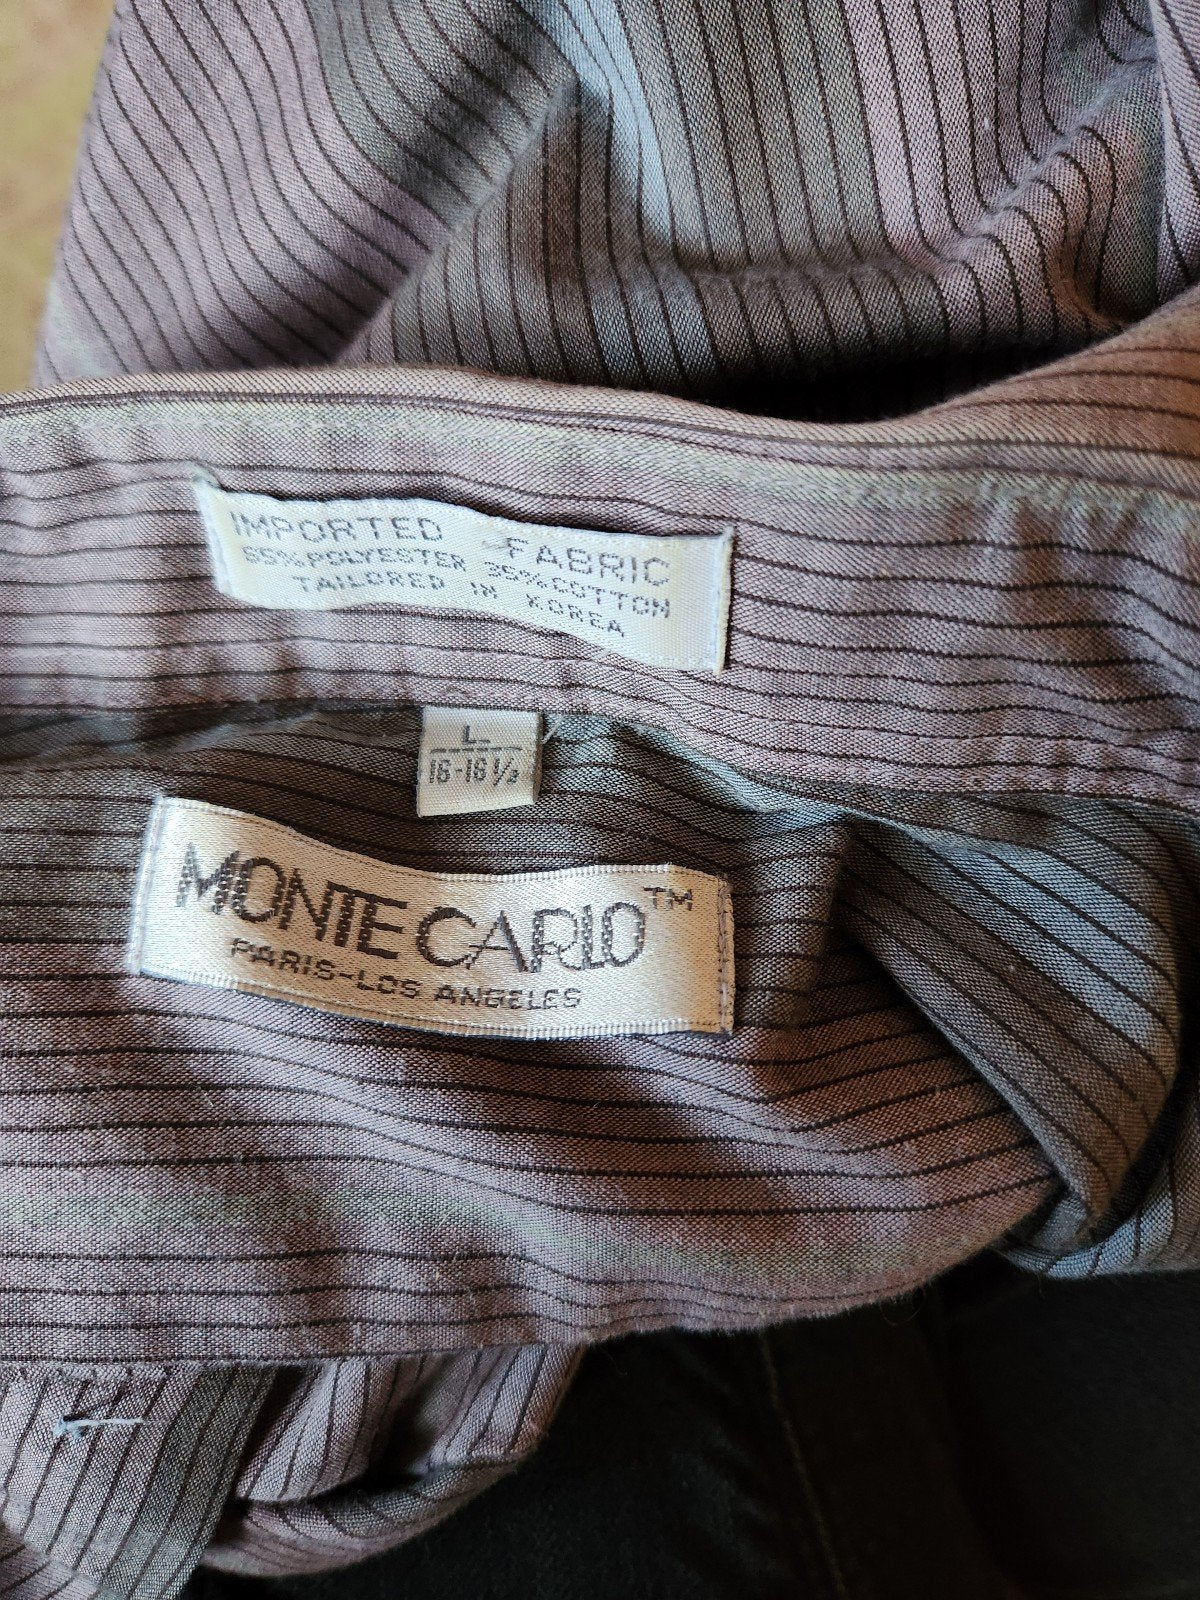 IMPORTED FABRIC
65% POLYESTER 35% COTTON
TAILORED IN KOREA
L
16-16 1/2
MONTE CARLO™
PARIS-LOS ANGELES